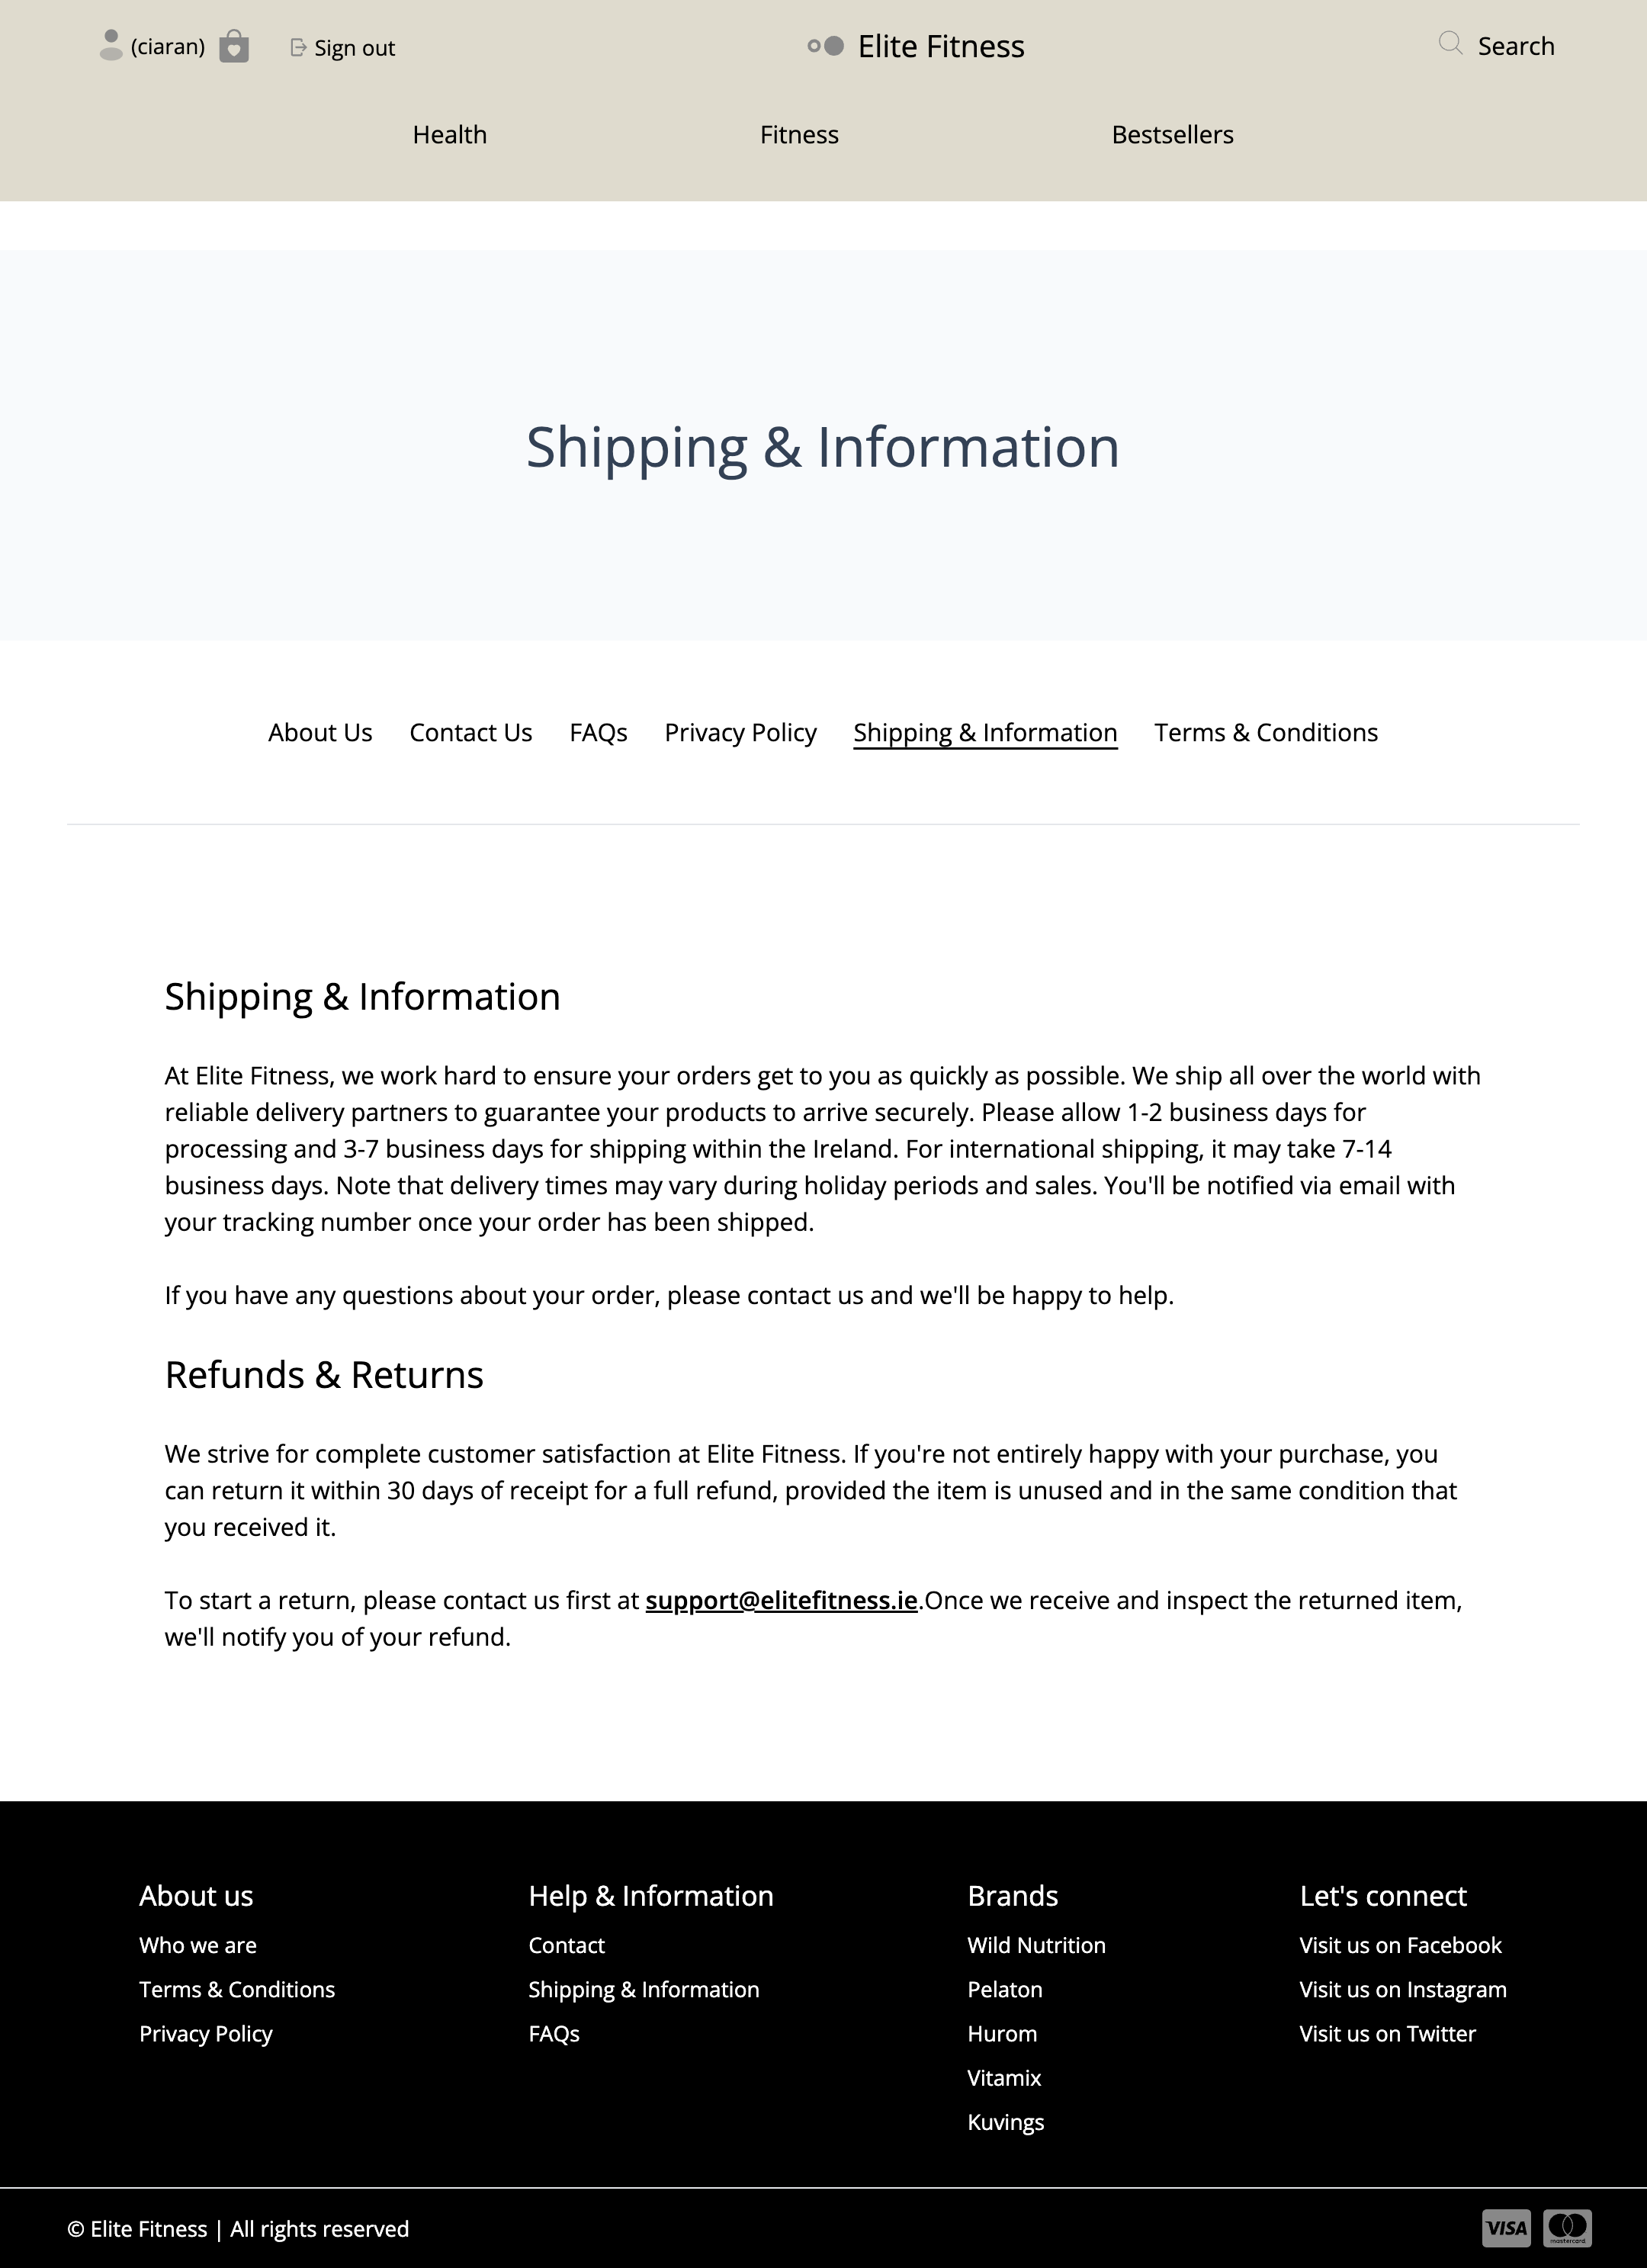 (ciaran)
Sign out
Elite Fitness
Search
Health
Fitness
Bestsellers
Shipping & Information
About Us
Contact Us
FAQs
Privacy Policy
Shipping & Information
Terms & Conditions
Shipping & Information
At Elite Fitness, we work hard to ensure your orders get to you as quickly as possible. We ship all over the world with
reliable delivery partners to guarantee your products to arrive securely. Please allow 1-2 business days for
processing and 3-7 business days for shipping within the Ireland. For international shipping, it may take 7-14
business days. Note that delivery times may vary during holiday periods and sales. You'll be notified via email with
your tracking number once your order has been shipped.
If you have any questions about your order, please contact us and we'll be happy to help.
Refunds & Returns
We strive for complete customer satisfaction at Elite Fitness. If you're not entirely happy with your purchase, you
can return it within 30 days of receipt for a full refund, provided the item is unused and in the same condition that
you received it.
To start a return, please contact us first at support@elitefitness.ie.Once we receive and inspect the returned item,
we'll notify you of your refund.
About us
Who we are
Terms & Conditions
Privacy Policy
Help & Information
Contact
Shipping & Information
FAQs
Brands
Wild Nutrition
Pelaton
Hurom
Vitamix
Kuvings
Let's connect
Visit us on Facebook
Visit us on Instagram
Visit us on Twitter
© Elite Fitness | All rights reserved
VISA
mastercard